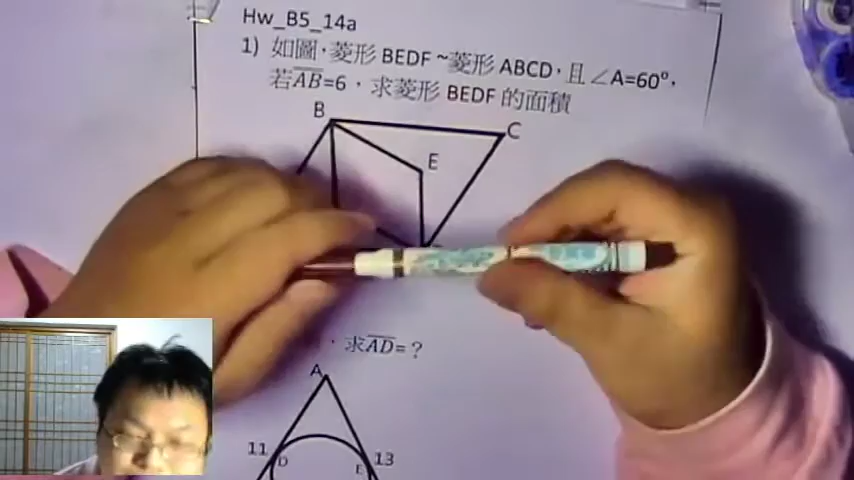 Hw_B5_14a
1) 如圖,菱形 BEDF ~菱形 ABCD,且∠A=60º,
若AB=6,求菱形 BEDF 的面積
B
C
E
,求AD=?
A
11
13
D
E